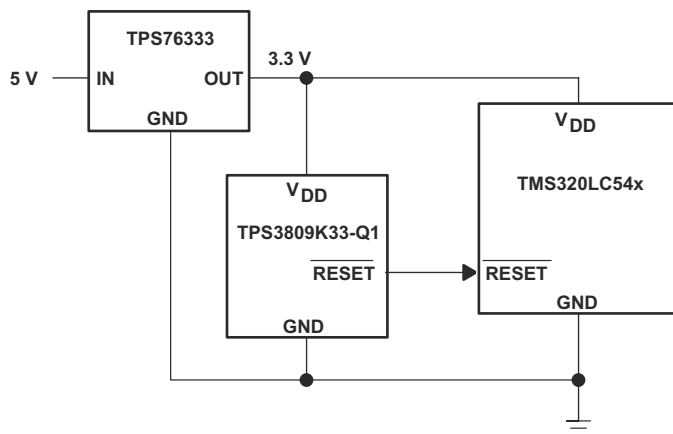 TPS76333
5 V
IN
OUT
3.3 V
GND
VDD
TMS320LC54x
VDD
TPS3809K33-Q1
RESET
RESET
GND
GND